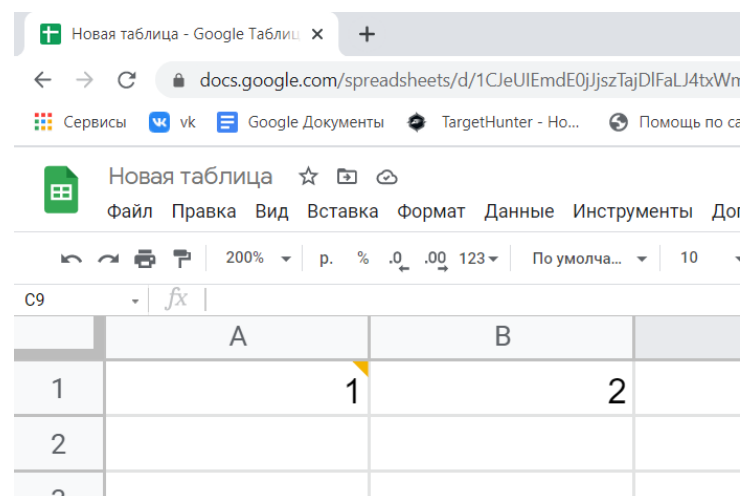 Новая таблица - Google Таблиц
docs.google.com/spreadsheets/d/1CJeUIEmdE0jJjszTajDlFaLJ4txWm
Сервисы vk Google Документы TargetHunter - Но... Помощь по са
Новая таблица
Файл Правка Вид Вставка Формат Данные Инструменты Доп
200% р. % .0 .00 123 По умолча... 10
C9 fx
A B
1 1 2
2